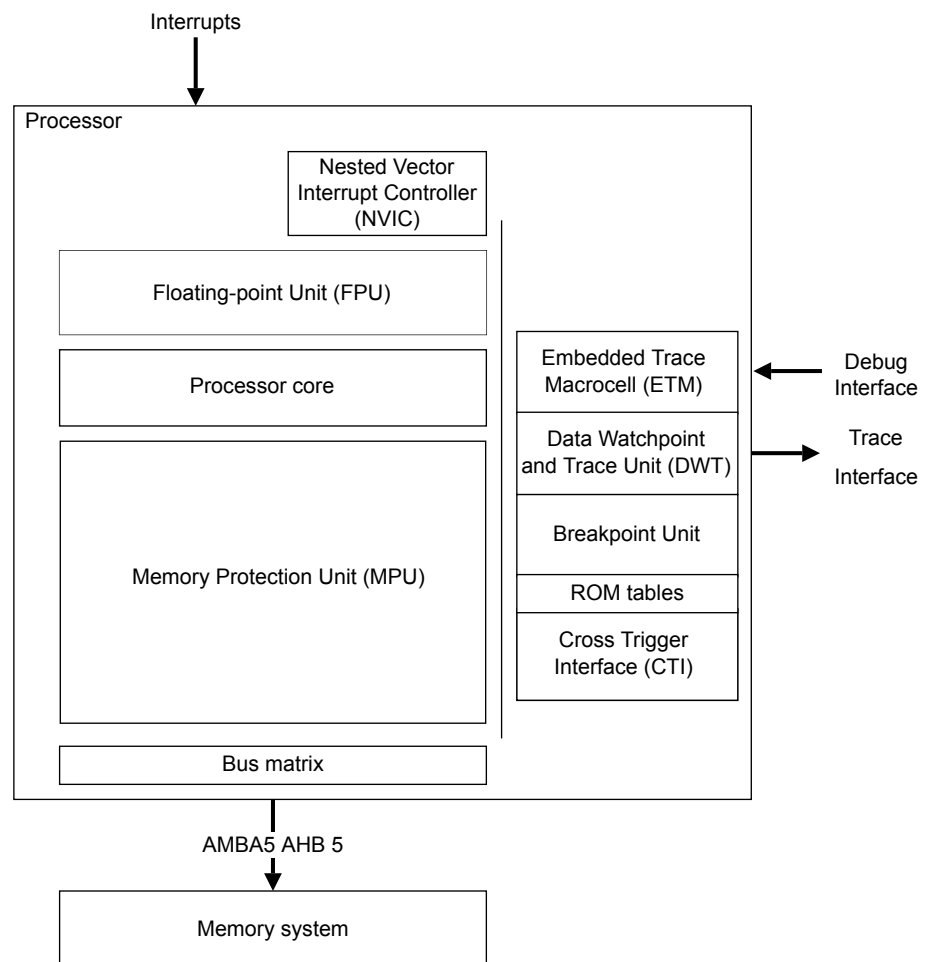 Interrupts
Processor
Nested Vector
Interrupt Controller
(NVIC)
Floating-point Unit (FPU)
Processor core
Memory Protection Unit (MPU)
Bus matrix
Embedded Trace
Macrocell (ETM)
Data Watchpoint
and Trace Unit (DWT)
Breakpoint Unit
ROM tables
Cross Trigger
Interface (CTI)
Debug
Interface
Trace
Interface
AMBA5 AHB 5
Memory system